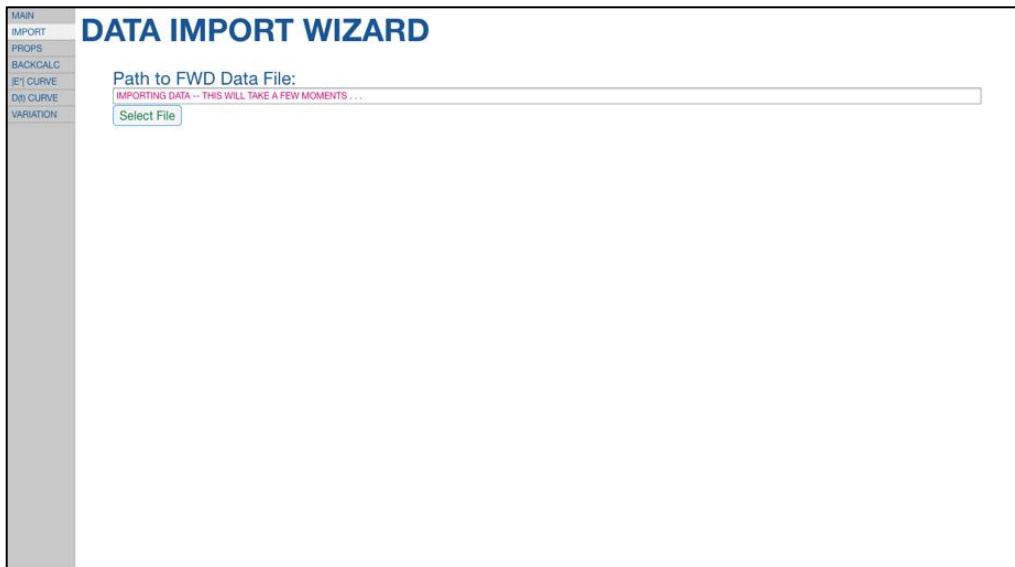 MAIN
IMPORT
PROPS
BACKCALC
|E*| CURVE
D(t) CURVE
VARIATION
DATA IMPORT WIZARD
Path to FWD Data File:
IMPORTING DATA -- THIS WILL TAKE A FEW MOMENTS . . .
Select File